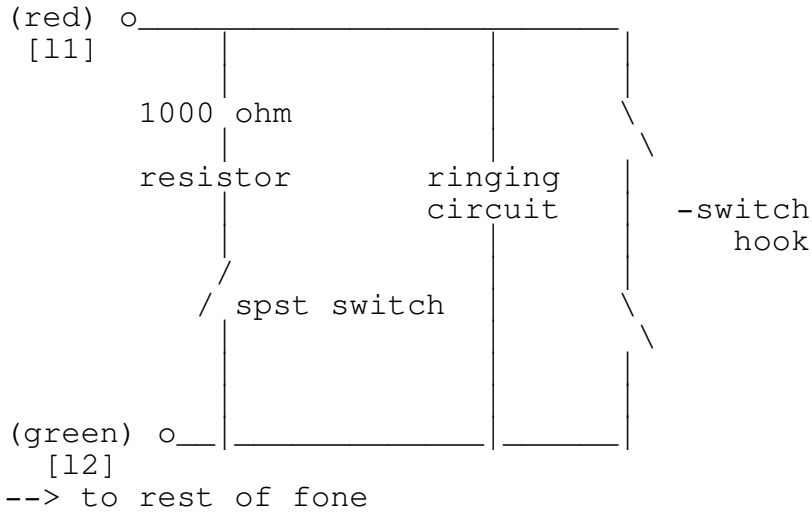 (red) o
[l1]
1000 ohm
resistor ringing
circuit -switch
hook
spst switch
(green) o
[l2]
--> to rest of fone